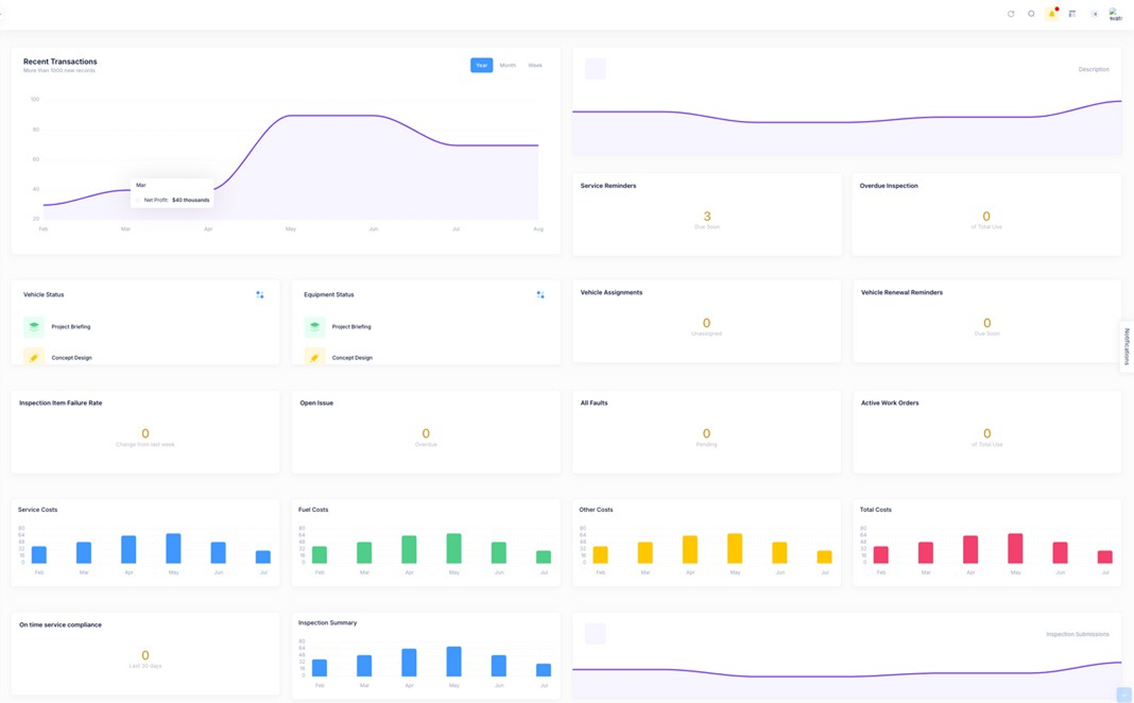 Recent Transactions
More than 1000 new records
Year Month Week
100
80
60
40
20
Mar
Net Profit: $40 thousands
Feb Mar Apr May Jun Jul Aug
Description
Service Reminders
3
Due Soon
Overdue Inspection
0
of Total Use
Vehicle Status
Project Briefing
Concept Design
Equipment Status
Project Briefing
Concept Design
Vehicle Assignments
0
Unassigned
Vehicle Renewal Reminders
0
Due Soon
Notifications
Inspection Item Failure Rate
0
Change from last week
Open Issue
0
Overdue
All Faults
0
Pending
Active Work Orders
0
of Total Use
Service Costs
80
64
48
32
16
0
Feb Mar Apr May Jun Jul
Fuel Costs
80
64
48
32
16
0
Feb Mar Apr May Jun Jul
Other Costs
80
64
48
32
16
0
Feb Mar Apr May Jun Jul
Total Costs
80
64
48
32
16
0
Feb Mar Apr May Jun Jul
On time service compliance
0
Last 30 days
Inspection Summary
80
64
48
32
16
0
Feb Mar Apr May Jun Jul
Inspection Submissions